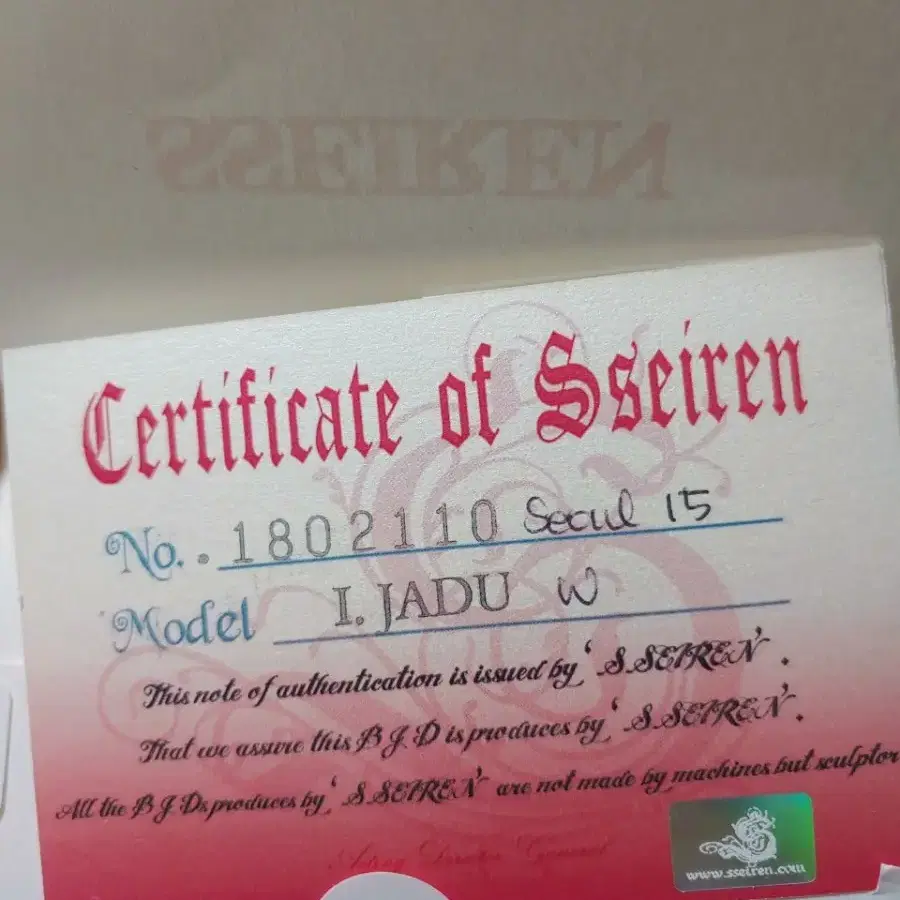 SSEIREN
Certificate of Sseiren
No. . 1802110 Seoul 15
Model I. JADU W
This note of authentication is issued by 'S.SEIREN'.
That we assure this B.J.D is produces by 'S.SEIREN'.
All the B.J.Ds produces by 'S.SEIREN' are not made by machines but sculptor
www.sseiren.com